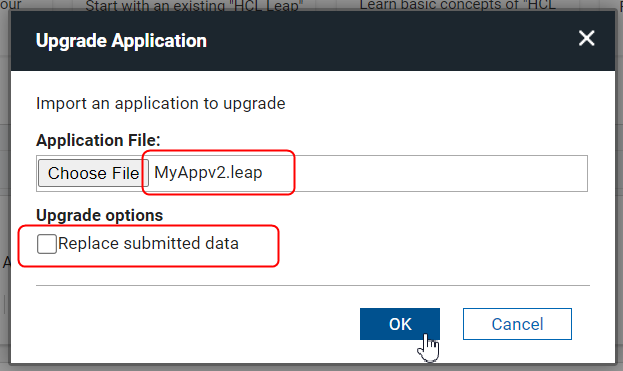 our
Start with an existing "HCL Leap"
Learn basic concepts of "HCL
Upgrade Application
Import an application to upgrade
Application File:
Choose File MyAppv2.leap
Upgrade options
Replace submitted data
A
OK Cancel